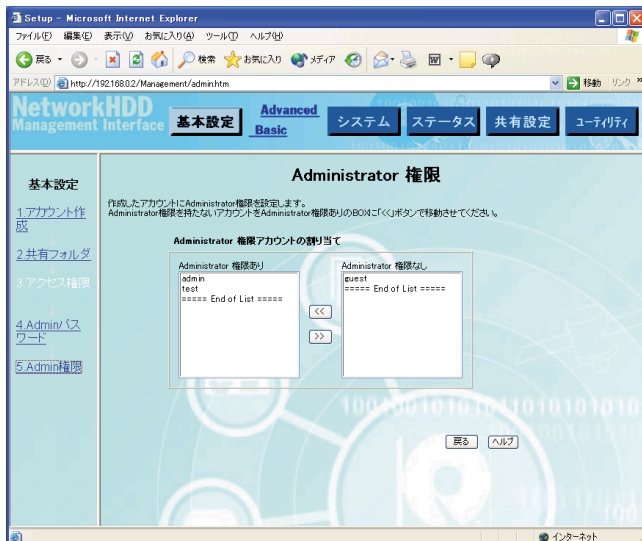 Setup - Microsoft Internet Explorer
ファイル(F) 編集(E) 表示(V) お気に入り(A) ツール(T) ヘルプ(H)
戻る 検索 お気に入り メディア
アドレス(D) http://192.168.0.2/Management/admin.htm 移動 リンク »
NetworkHDD
Management Interface
基本設定
Advanced
Basic
システム
ステータス
共有設定
ユーティリティ
基本設定
1.アカウント作成
2.共有フォルダ
3.アクセス権限
4.Adminパスワード
5.Admin権限
Administrator 権限
作成したアカウントにAdministrator権限を設定します。
Administrator権限を持たないアカウントをAdministrator権限ありのBOXに「<<」ボタンで移動させてください。
Administrator 権限アカウントの割り当て
Administrator 権限あり
admin
test
===== End of List =====
<<
>>
Administrator 権限なし
guest
===== End of List =====
戻る ヘルプ
インターネット